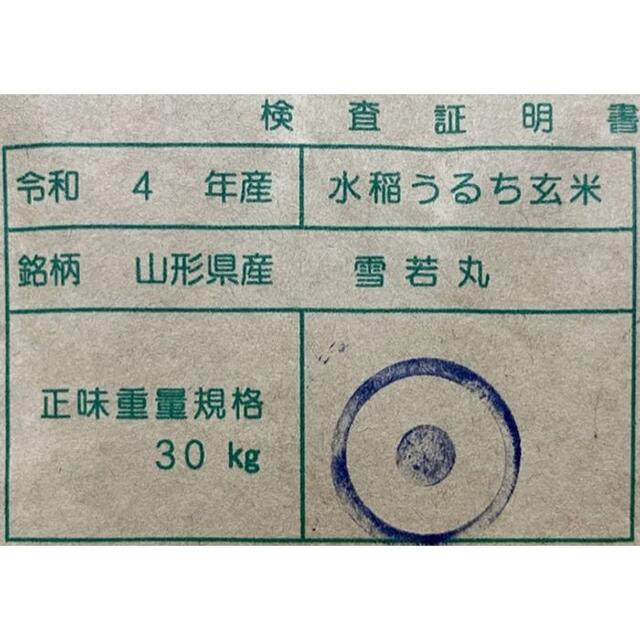 検査証明書
令和 4 年産 水稲うるち玄米
銘柄 山形県産 雪若丸
正味重量規格
30 kg